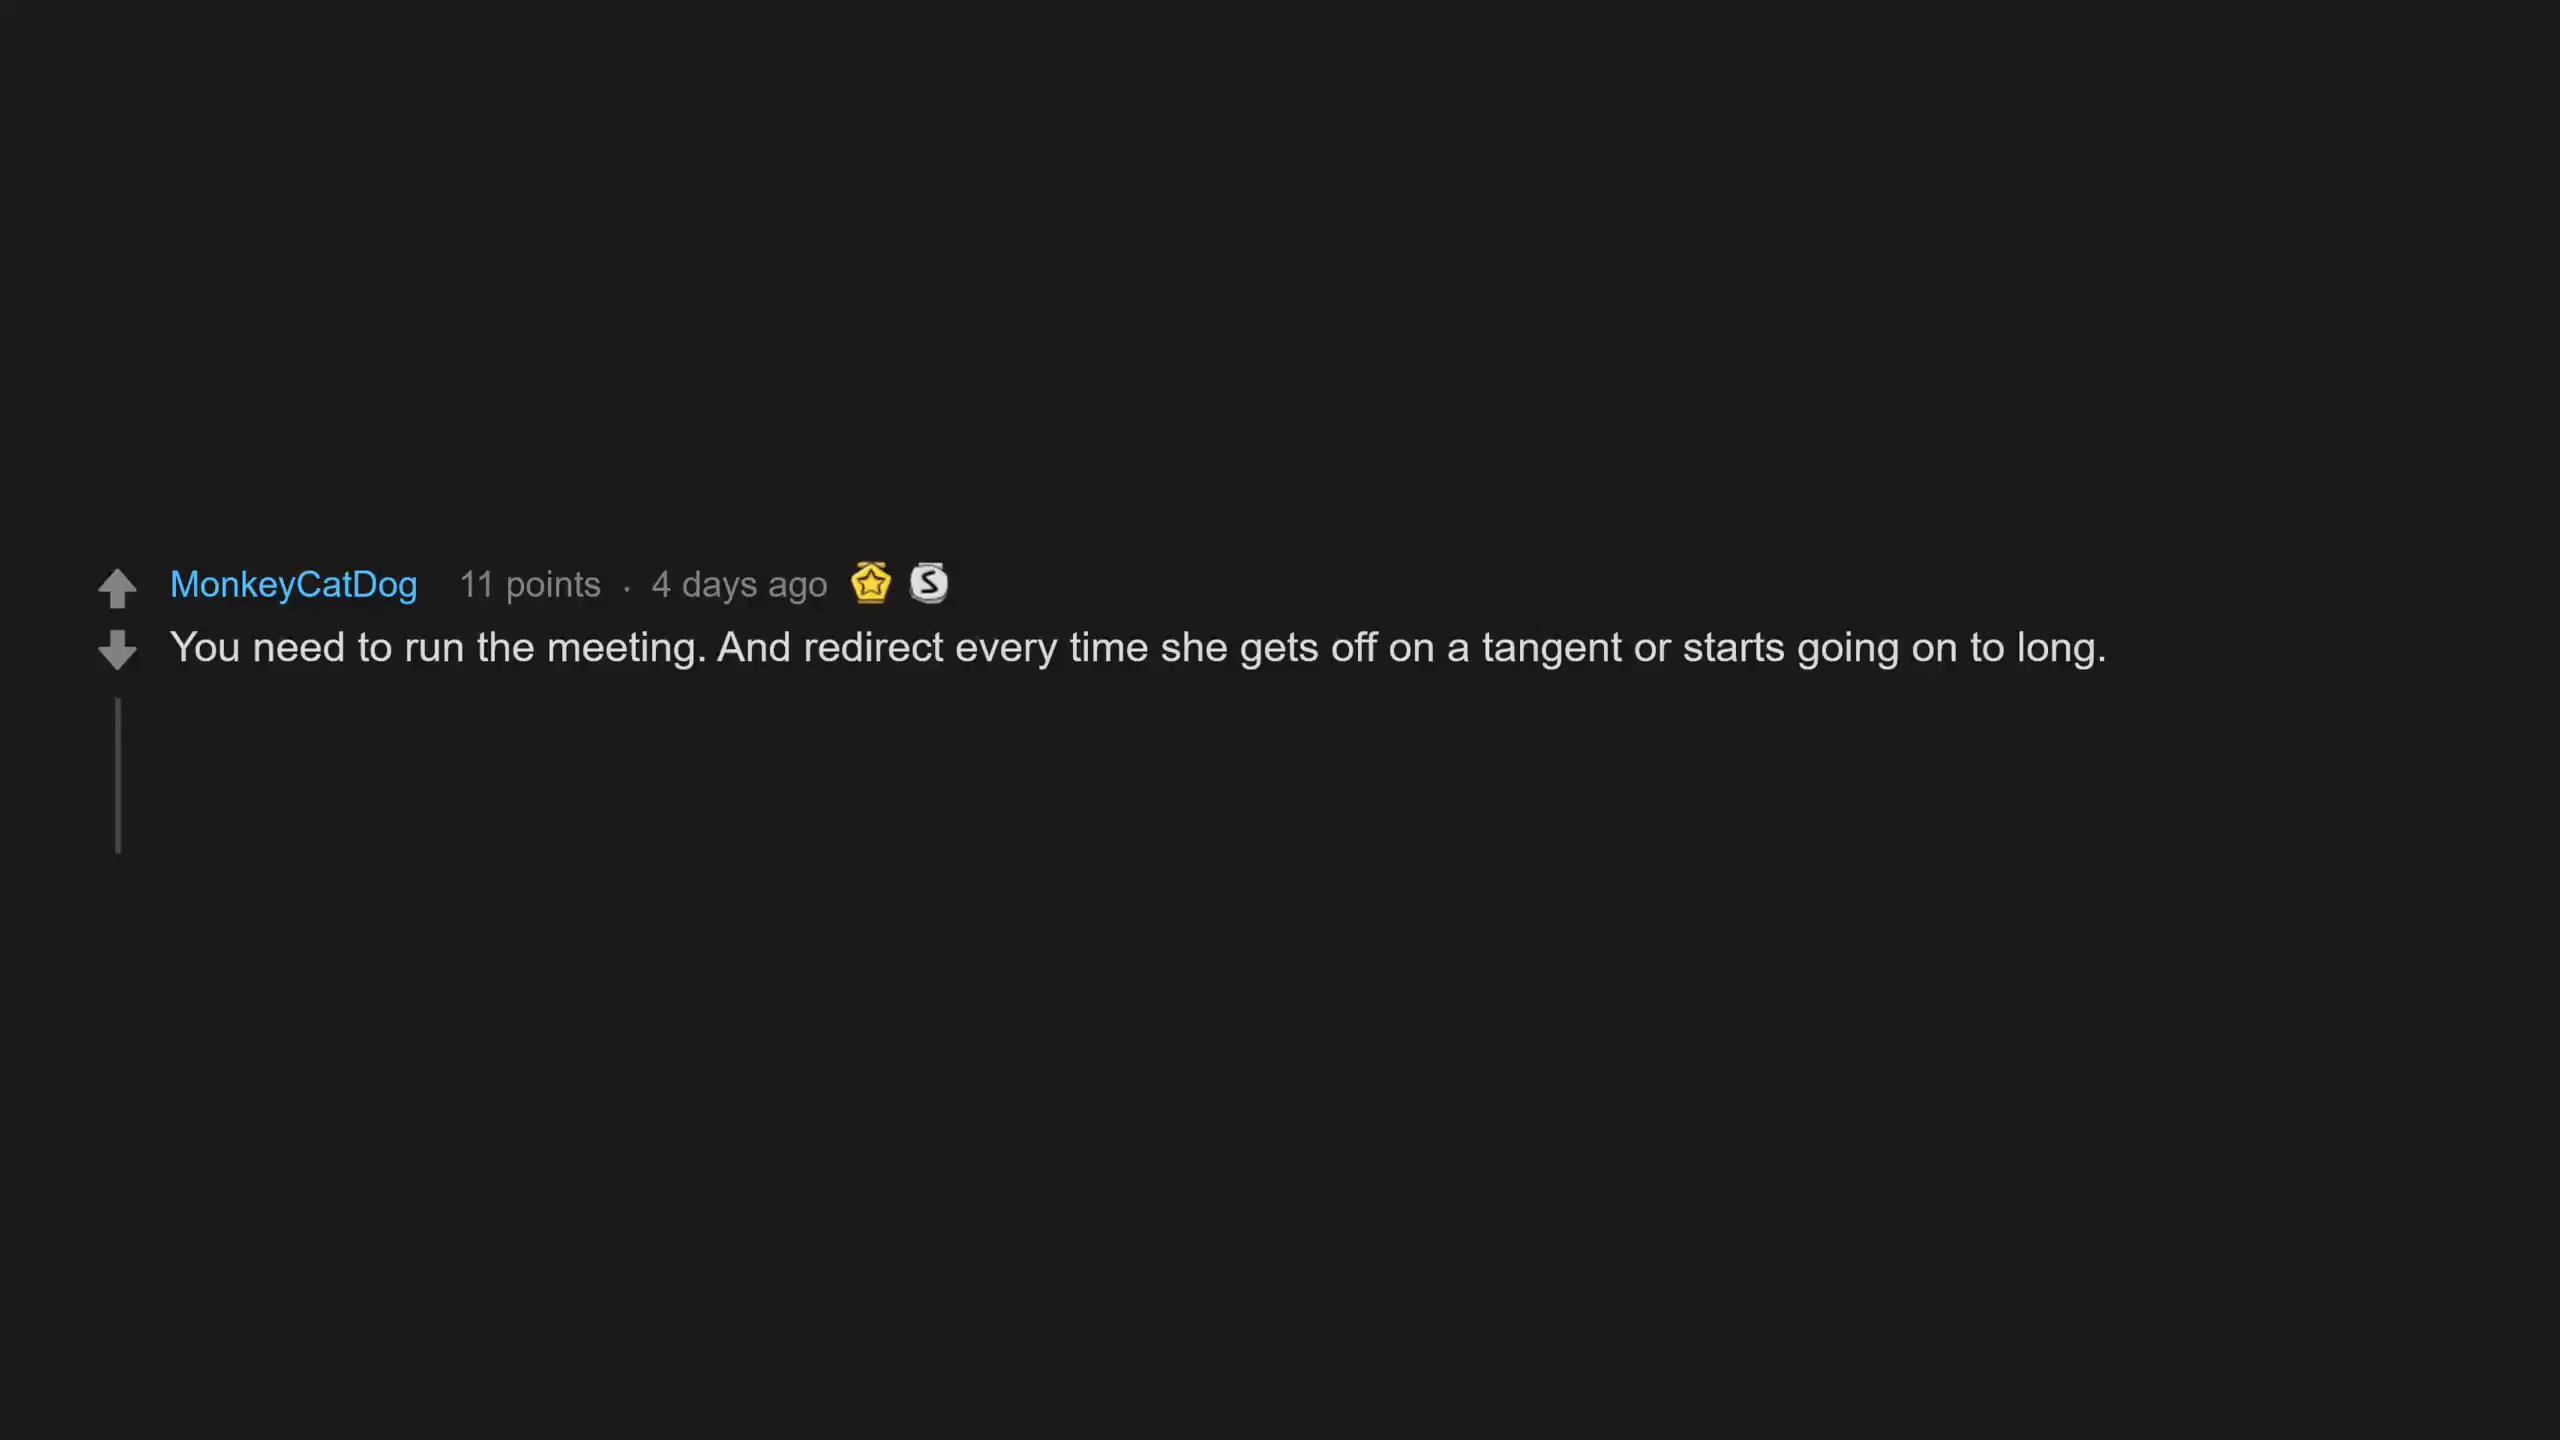 MonkeyCatDog 11 points · 4 days ago S
You need to run the meeting. And redirect every time she gets off on a tangent or starts going on to long.